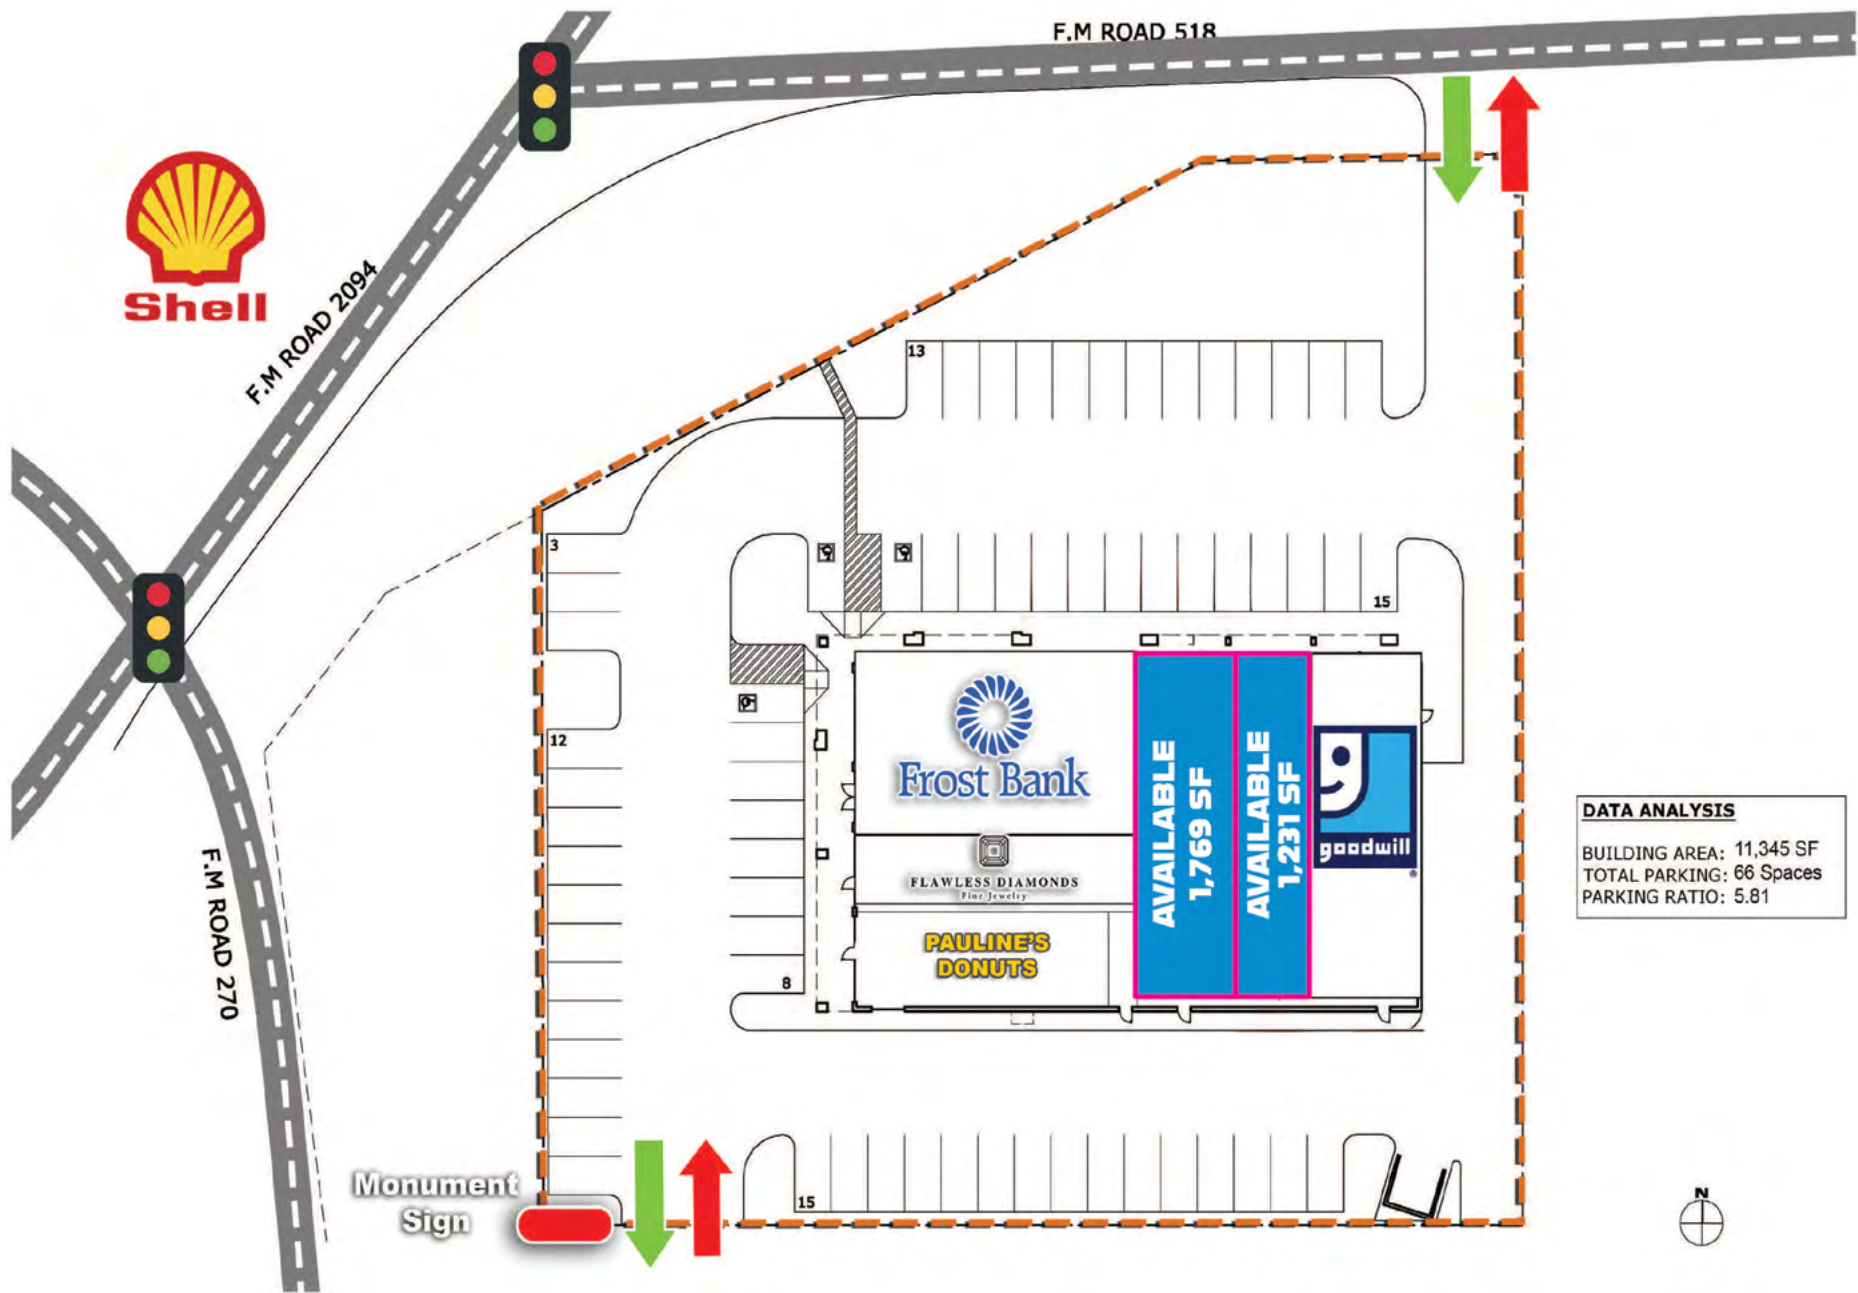 F.M ROAD 518
Shell
F.M ROAD 2094
13
3
15
12
Frost Bank
AVAILABLE
1,769 SF
AVAILABLE
1,231 SF
goodwill
®
FLAWLESS DIAMONDS
Fine Jewelry
PAULINE'S
DONUTS
8
DATA ANALYSIS
BUILDING AREA: 11,345 SF
TOTAL PARKING: 66 Spaces
PARKING RATIO: 5.81
F.M ROAD 270
Monument
Sign
15
N